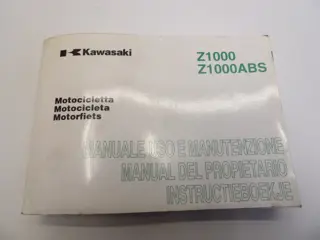 Kawasaki
Z1000
Z1000ABS
Motocicletta
Motocicleta
Motorfiets
MANUALE USO E MANUTENZIONE
MANUAL DEL PROPIETARIO
INSTRUCTIEBOEKJE